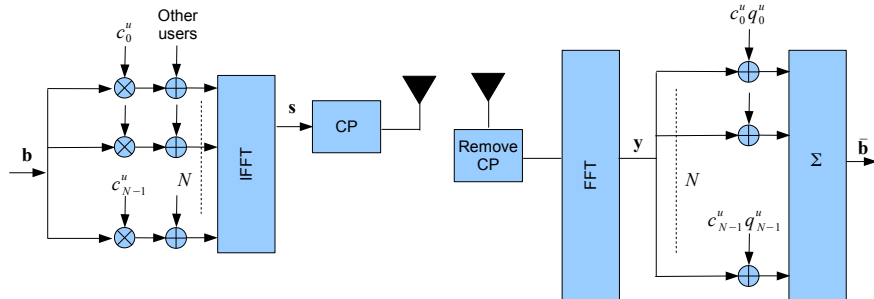 Other
users
c_0^u
c_0^u q_0^u
s
CP
IFFT
b
c_{N-1}^u
N
Remove
CP
FFT
y
N
c_{N-1}^u q_{N-1}^u
Σ
b̄